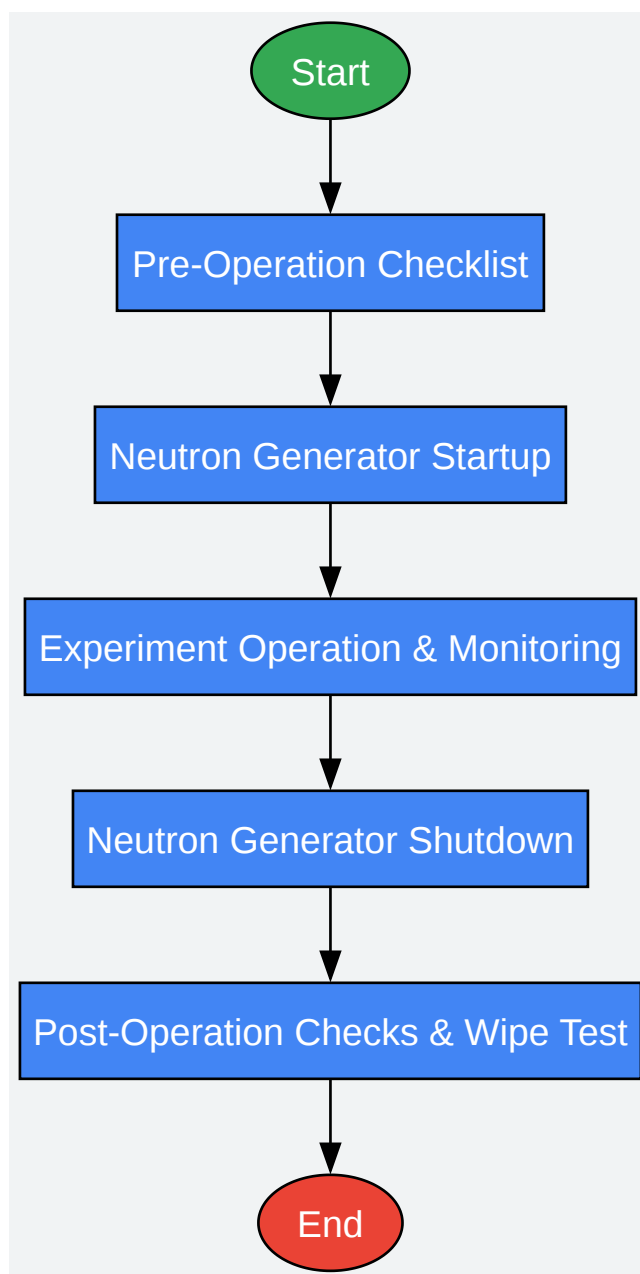 Start
Pre-Operation Checklist
Neutron Generator Startup
Experiment Operation & Monitoring
Neutron Generator Shutdown
Post-Operation Checks & Wipe Test
End